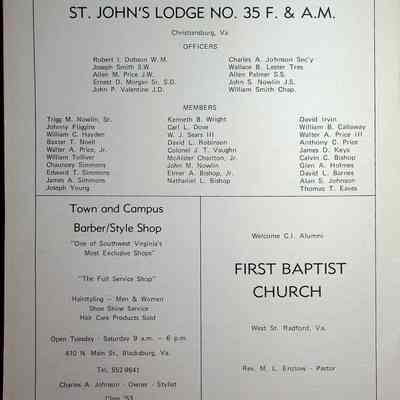 ST. JOHN'S LODGE NO. 35 F. & A.M.
Christiansburg, Va.
OFFICERS
Robert I. Dobson W. M.
Joseph Smith S.W.
Allen M. Price J.W.
Ernest D. Morgan Sr. S.D.
John P. Valentine J.D.
Charles A. Johnson Sec'y
Wallace B. Lester Tres
Allen Palmer S.S.
John S. Nowlin J.S.
William Smith Chap.
MEMBERS
Trigg M. Nowlin, Sr.
Johnny Fliggins
William C. Hayden
Baxter T. Noell
Walter A. Price, Jr.
William Tolliver
Chauncey Simmons
Edward T. Simmons
James A. Simmons
Joseph Young
Kenneth B. Wright
Carl L. Dove
W. J. Sears III
David L. Robinson
Colonel J. T. Vaughn
McAlister Charlton, Jr.
John M. Nowlin
Elmer A. Bishop, Jr.
Nathaniel L. Bishop
David Irvin
William B. Callaway
Walter A. Price III
Anthony C. Price
James D. Keys
Calvin C. Bishop
Glen A. Holmes
David L. Barnes
Alan S. Johnson
Thomas T. Eaves
Town and Campus
Barber/Style Shop
"One of Southwest Virginia's
Most Exclusive Shops"
"The Full Service Shop"
Hairstyling - Men & Women
Shoe Shine Service
Hair Care Products Sold
Open Tuesday - Saturday 9 a.m. - 6 p.m.
410 N. Main St., Blacksburg, Va.
Tel. 552-9641
Charles A. Johnson - Owner - Stylist
Class '53
Welcome C.I. Alumni
FIRST BAPTIST
CHURCH
West St. Radford, Va.
Rev. M. L. Enzlow - Pastor